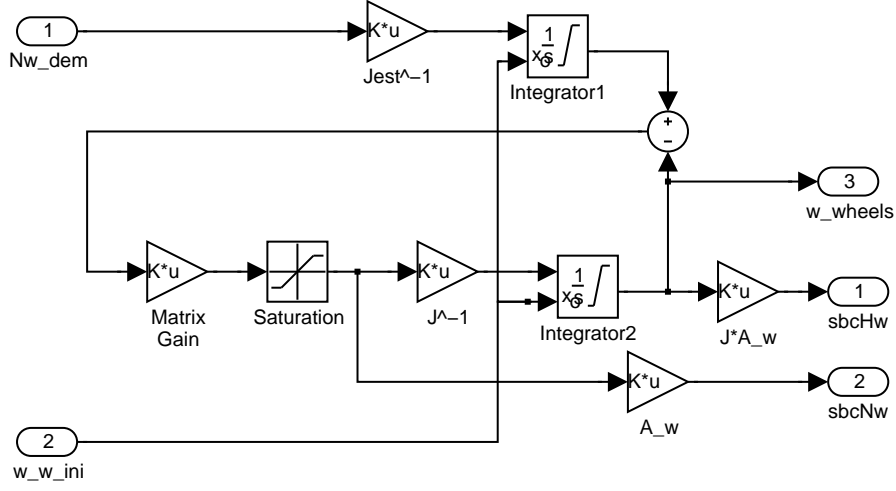 1
Nw_dem
K*u
Jest^−1
1
s
xo
Integrator1
+
−
3
w_wheels
K*u
Matrix
Gain
Saturation
K*u
J^−1
1
s
xo
Integrator2
K*u
J*A_w
1
sbcHw
K*u
A_w
2
sbcNw
2
w_w_ini